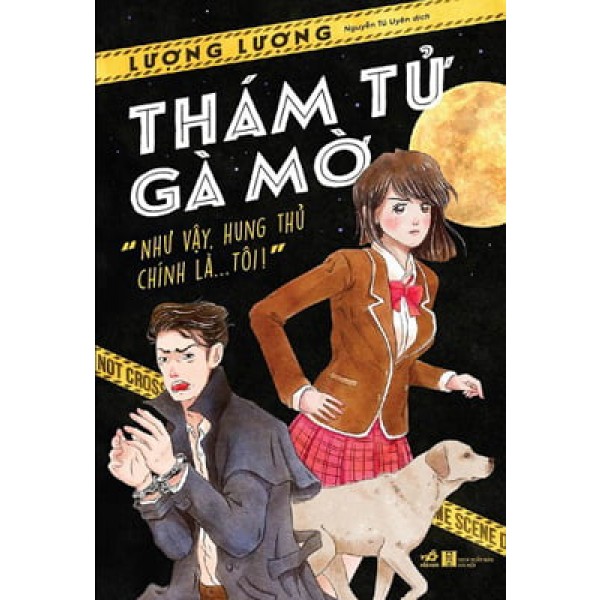 LƯƠNG LƯƠNG
Nguyễn Tú Uyên dịch
THÁM TỬ
GÀ MỜ
"NHƯ VẬY, HUNG THỦ
CHÍNH LÀ...TÔI!"
NOT CROSS
ME SCENE D